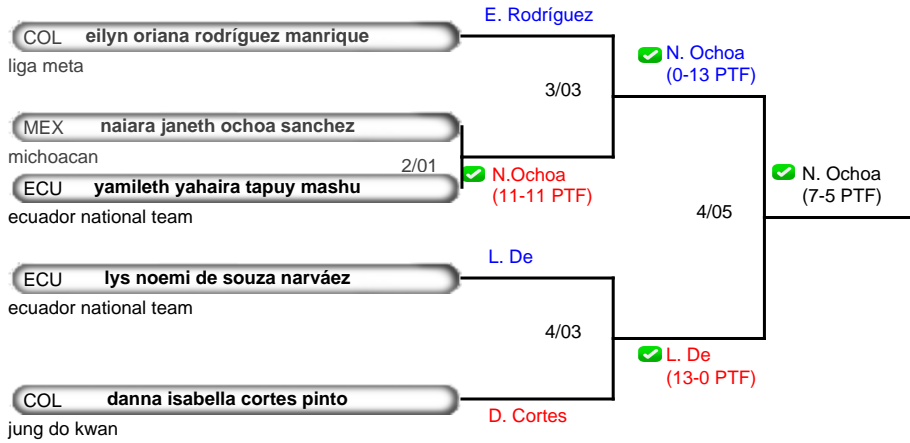 E. Rodríguez
COL eilyn oriana rodríguez manrique
liga meta
N. Ochoa
(0-13 PTF)
3/03
MEX naiara janeth ochoa sanchez
michoacan
2/01
N.Ochoa
(11-11 PTF)
ECU yamileth yahaira tapuy mashu
ecuador national team
N. Ochoa
(7-5 PTF)
4/05
L. De
ECU lys noemi de souza narváez
ecuador national team
4/03
L. De
(13-0 PTF)
COL danna isabella cortes pinto
D. Cortes
jung do kwan